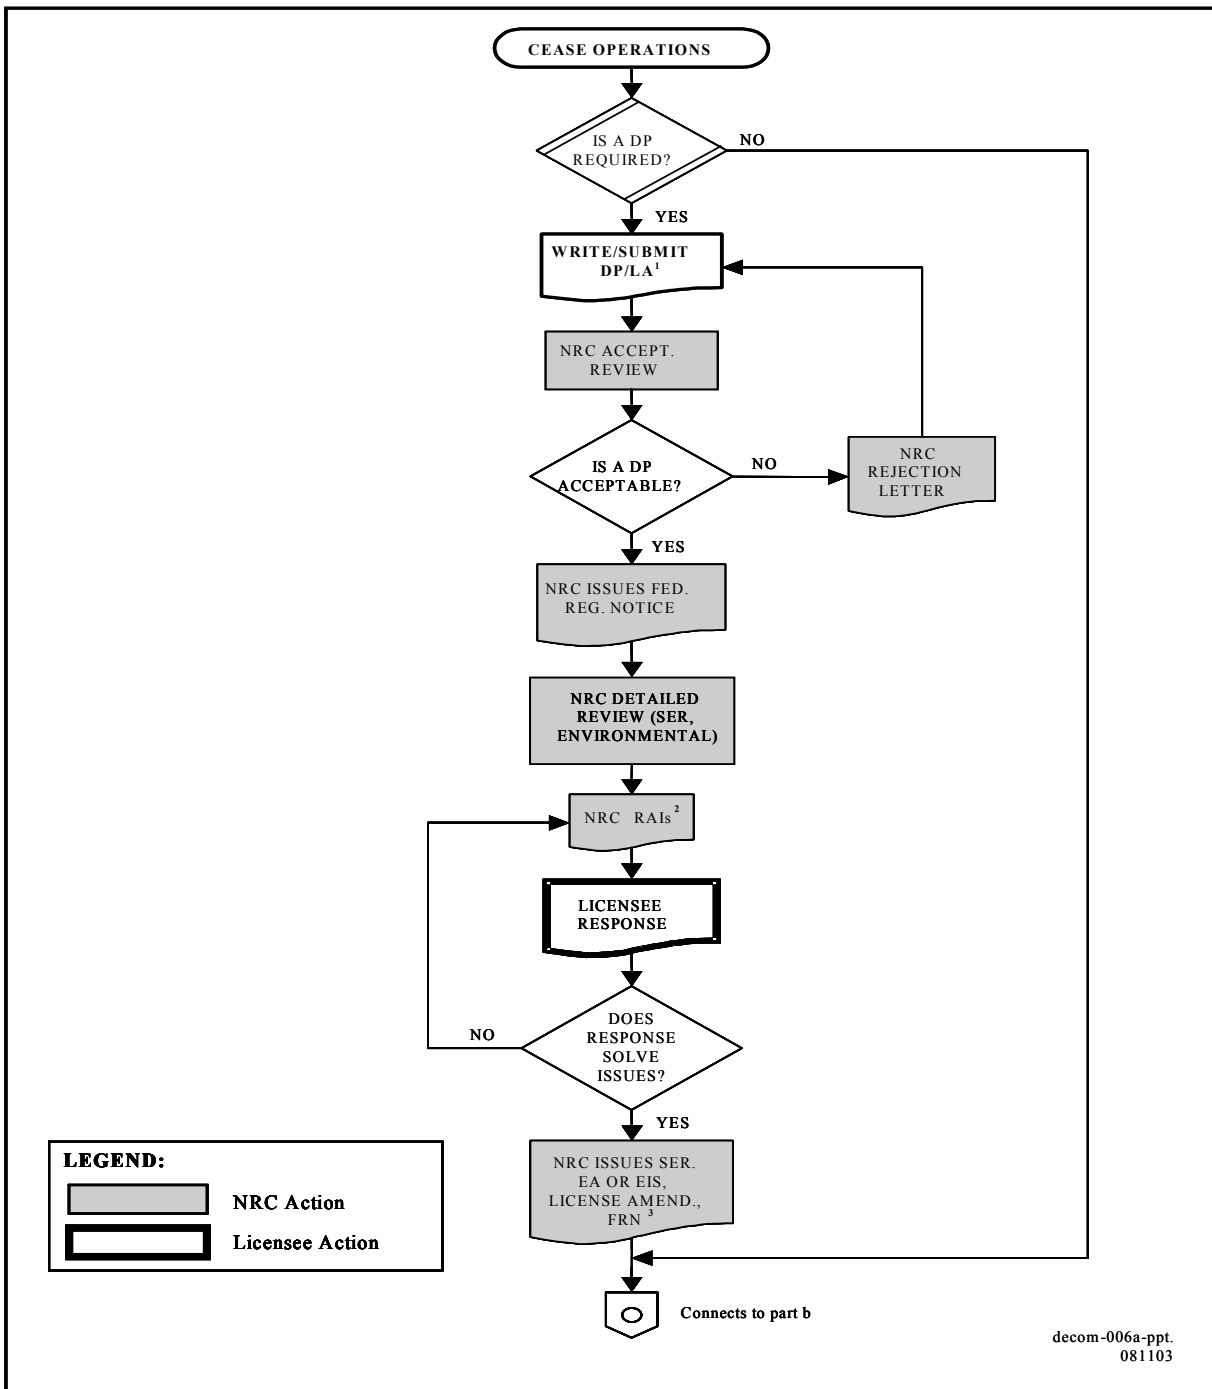 CEASE OPERATIONS
IS A DP
REQUIRED?
NO
YES
WRITE/SUBMIT
DP/LA1
NRC ACCEPT.
REVIEW
IS A DP
ACCEPTABLE?
NO
NRC
REJECTION
LETTER
YES
NRC ISSUES FED.
REG. NOTICE
NRC DETAILED
REVIEW (SER,
ENVIRONMENTAL)
NRC RAIs2
LICENSEE
RESPONSE
DOES
RESPONSE
SOLVE
ISSUES?
NO
YES
NRC ISSUES SER.
EA OR EIS,
LICENSE AMEND.,
FRN 3
LEGEND:
NRC Action
Licensee Action
Connects to part b
decom-006a-ppt.
081103